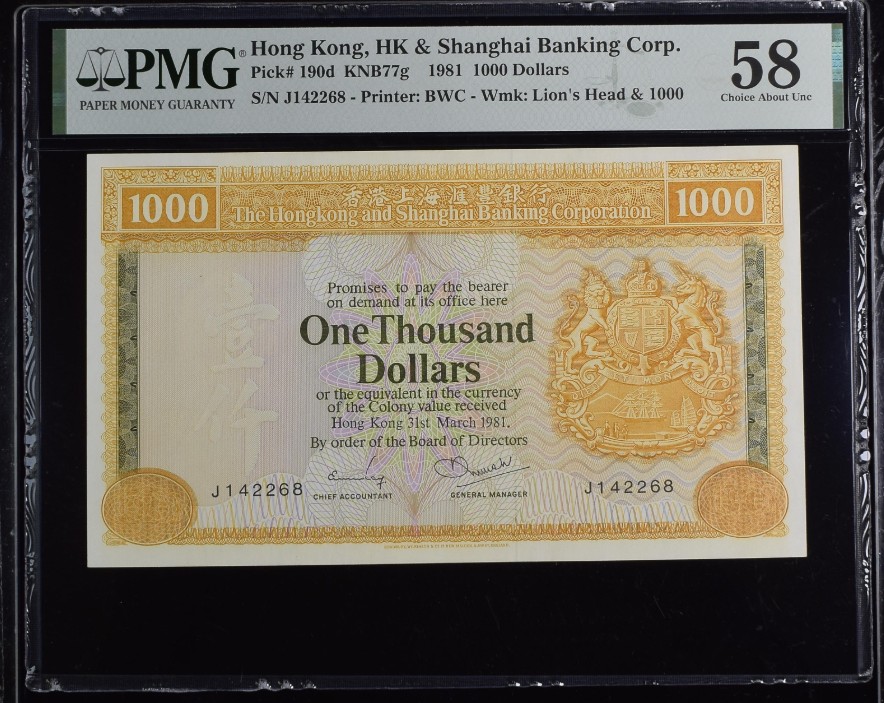 PMG®
PAPER MONEY GUARANTY
Hong Kong, HK & Shanghai Banking Corp.
Pick# 190d KNB77g 1981 1000 Dollars
S/N J142268 - Printer: BWC - Wmk: Lion's Head & 1000
58
Choice About Unc
1000
香港上海滙豐銀行
The Hongkong and Shanghai Banking Corporation
1000
壹仟
Promises to pay the bearer
on demand at its office here
One Thousand
Dollars
or the equivalent in the currency
of the Colony value received
Hong Kong 31st March 1981.
By order of the Board of Directors
J142268
CHIEF ACCOUNTANT
GENERAL MANAGER
J142268